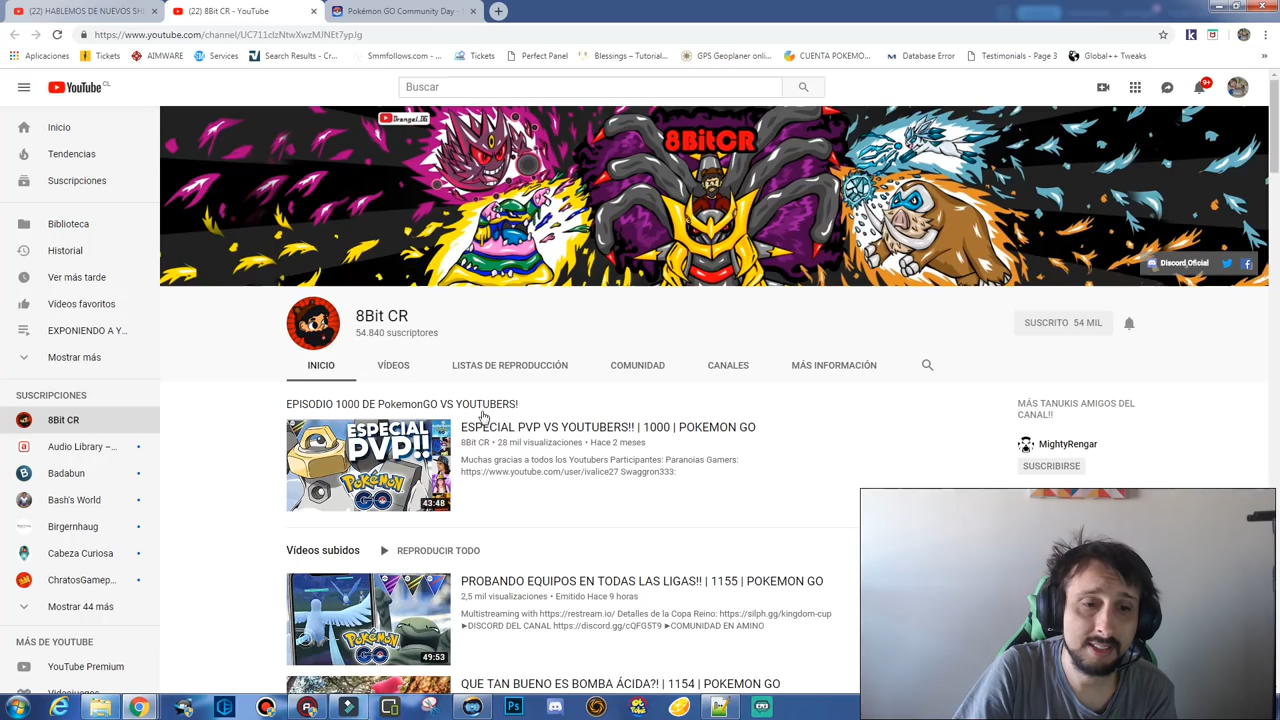 (22) HABLEMOS DE NUEVOS SHI
(22) 8Bit CR - YouTube
Pokémon GO Community Day -
https://www.youtube.com/channel/UC711clzNtwXwzMJNEt7ypJg
Aplicaciones
Tickets
AIMWARE
Services
Search Results - Cr...
Smmfollows.com - ...
Tickets
Perfect Panel
Blessings – Tutorial...
GPS Geoplaner onli...
CUENTA POKEMO...
Database Error
Testimonials - Page 3
Global++ Tweaks
»
YouTube CL
Buscar
9+
Inicio
Tendencias
Suscripciones
Biblioteca
Historial
Ver más tarde
Vídeos favoritos
EXPONIENDO A Y...
Mostrar más
SUSCRIPCIONES
8Bit CR
Audio Library –...
Badabun
Bash's World
Birgernhaug
Cabeza Curiosa
ChratosGamep...
Mostrar 44 más
MÁS DE YOUTUBE
YouTube Premium
Videojuegos
Orangel_DG
8BitCR
Discord Oficial
8Bit CR
54.840 suscriptores
SUSCRITO 54 MIL
INICIO
VÍDEOS
LISTAS DE REPRODUCCIÓN
COMUNIDAD
CANALES
MÁS INFORMACIÓN
EPISODIO 1000 DE PokemonGO VS YOUTUBERS!
ESPECIAL
PVP!!
Pokémon
GO
43:48
ESPECIAL PVP VS YOUTUBERS!! | 1000 | POKEMON GO
8Bit CR • 28 mil visualizaciones • Hace 2 meses
Muchas gracias a todos los Youtubers Participantes: Paranoias Gamers:
https://www.youtube.com/user/ivalice27 Swaggron333:
MÁS TANUKIS AMIGOS DEL
CANAL!!
MightyRengar
SUSCRIBIRSE
Vídeos subidos
REPRODUCIR TODO
Pokémon
GO
49:53
PROBANDO EQUIPOS EN TODAS LAS LIGAS!! | 1155 | POKEMON GO
2,5 mil visualizaciones • Emitido Hace 9 horas
Multistreaming with https://restream.io/ Detalles de la Copa Reino: https://silph.gg/kingdom-cup
►DISCORD DEL CANAL https://discord.gg/cQFG5T9 ►COMUNIDAD EN AMINO
QUE TAN BUENO ES BOMBA ÁCIDA?! | 1154 | POKEMON GO
Ps